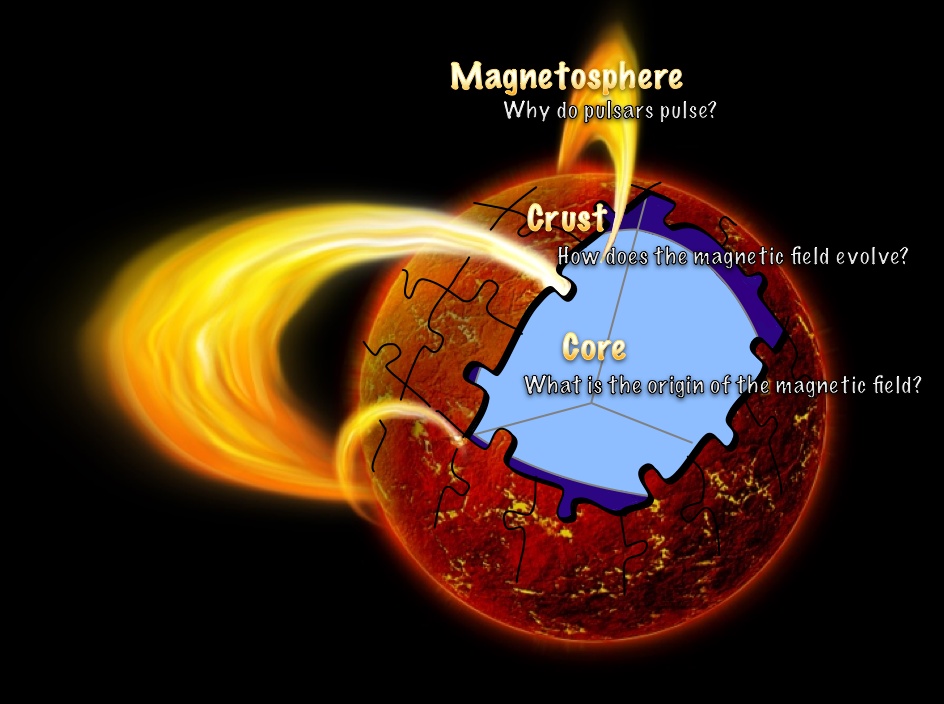 Magnetosphere
Why do pulsars pulse?
Crust
How does the magnetic field evolve?
Core
What is the origin of the magnetic field?